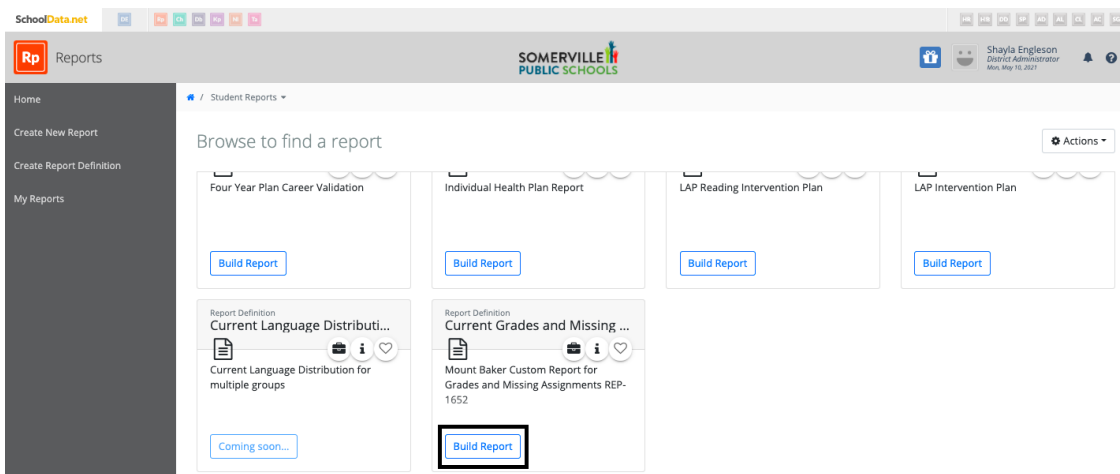 SchoolData.net
Rp Reports
SOMERVILLE
PUBLIC SCHOOLS
Shayla Engleson
District Administrator
Mon, May 10, 2021
Home
Create New Report
Create Report Definition
My Reports
/ Student Reports
Browse to find a report
Actions
Four Year Plan Career Validation
Individual Health Plan Report
LAP Reading Intervention Plan
LAP Intervention Plan
Build Report
Build Report
Build Report
Build Report
Report Definition
Current Language Distributi...
Current Language Distribution for
multiple groups
Coming soon...
Report Definition
Current Grades and Missing ...
Mount Baker Custom Report for
Grades and Missing Assignments REP-
1652
Build Report